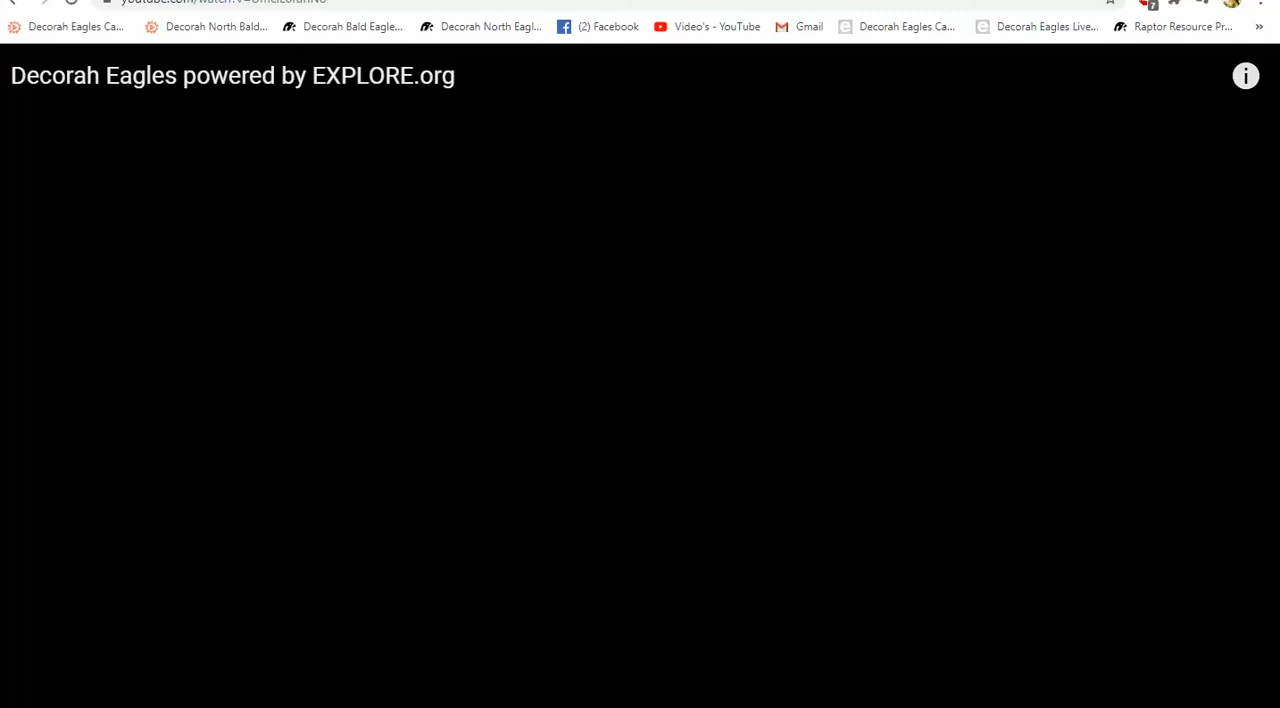 Decorah Eagles Ca... Decorah North Bald... Decorah Bald Eagle... Decorah North Eagl... (2) Facebook Video's - YouTube Gmail Decorah Eagles Ca... Decorah Eagles Live... Raptor Resource Pr... »
Decorah Eagles powered by EXPLORE.org